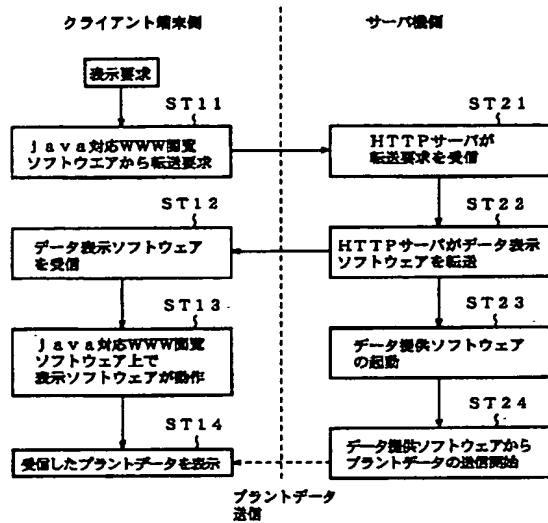 クライアント端末側
サーバ機側
表示要求
ST11
java対応WWW閲覧
ソフトウエアから転送要求
ST21
HTTPサーバが
転送要求を受信
ST12
データ表示ソフトウェア
を受信
ST22
HTTPサーバがデータ表示
ソフトウェアを転送
ST13
java対応WWW閲覧
ソフトウェア上で
表示ソフトウェアが動作
ST23
データ提供ソフトウェア
の起動
ST14
受信したプラントデータを表示
ST24
データ提供ソフトウェアから
プラントデータの送信開始
プラントデータ
送信